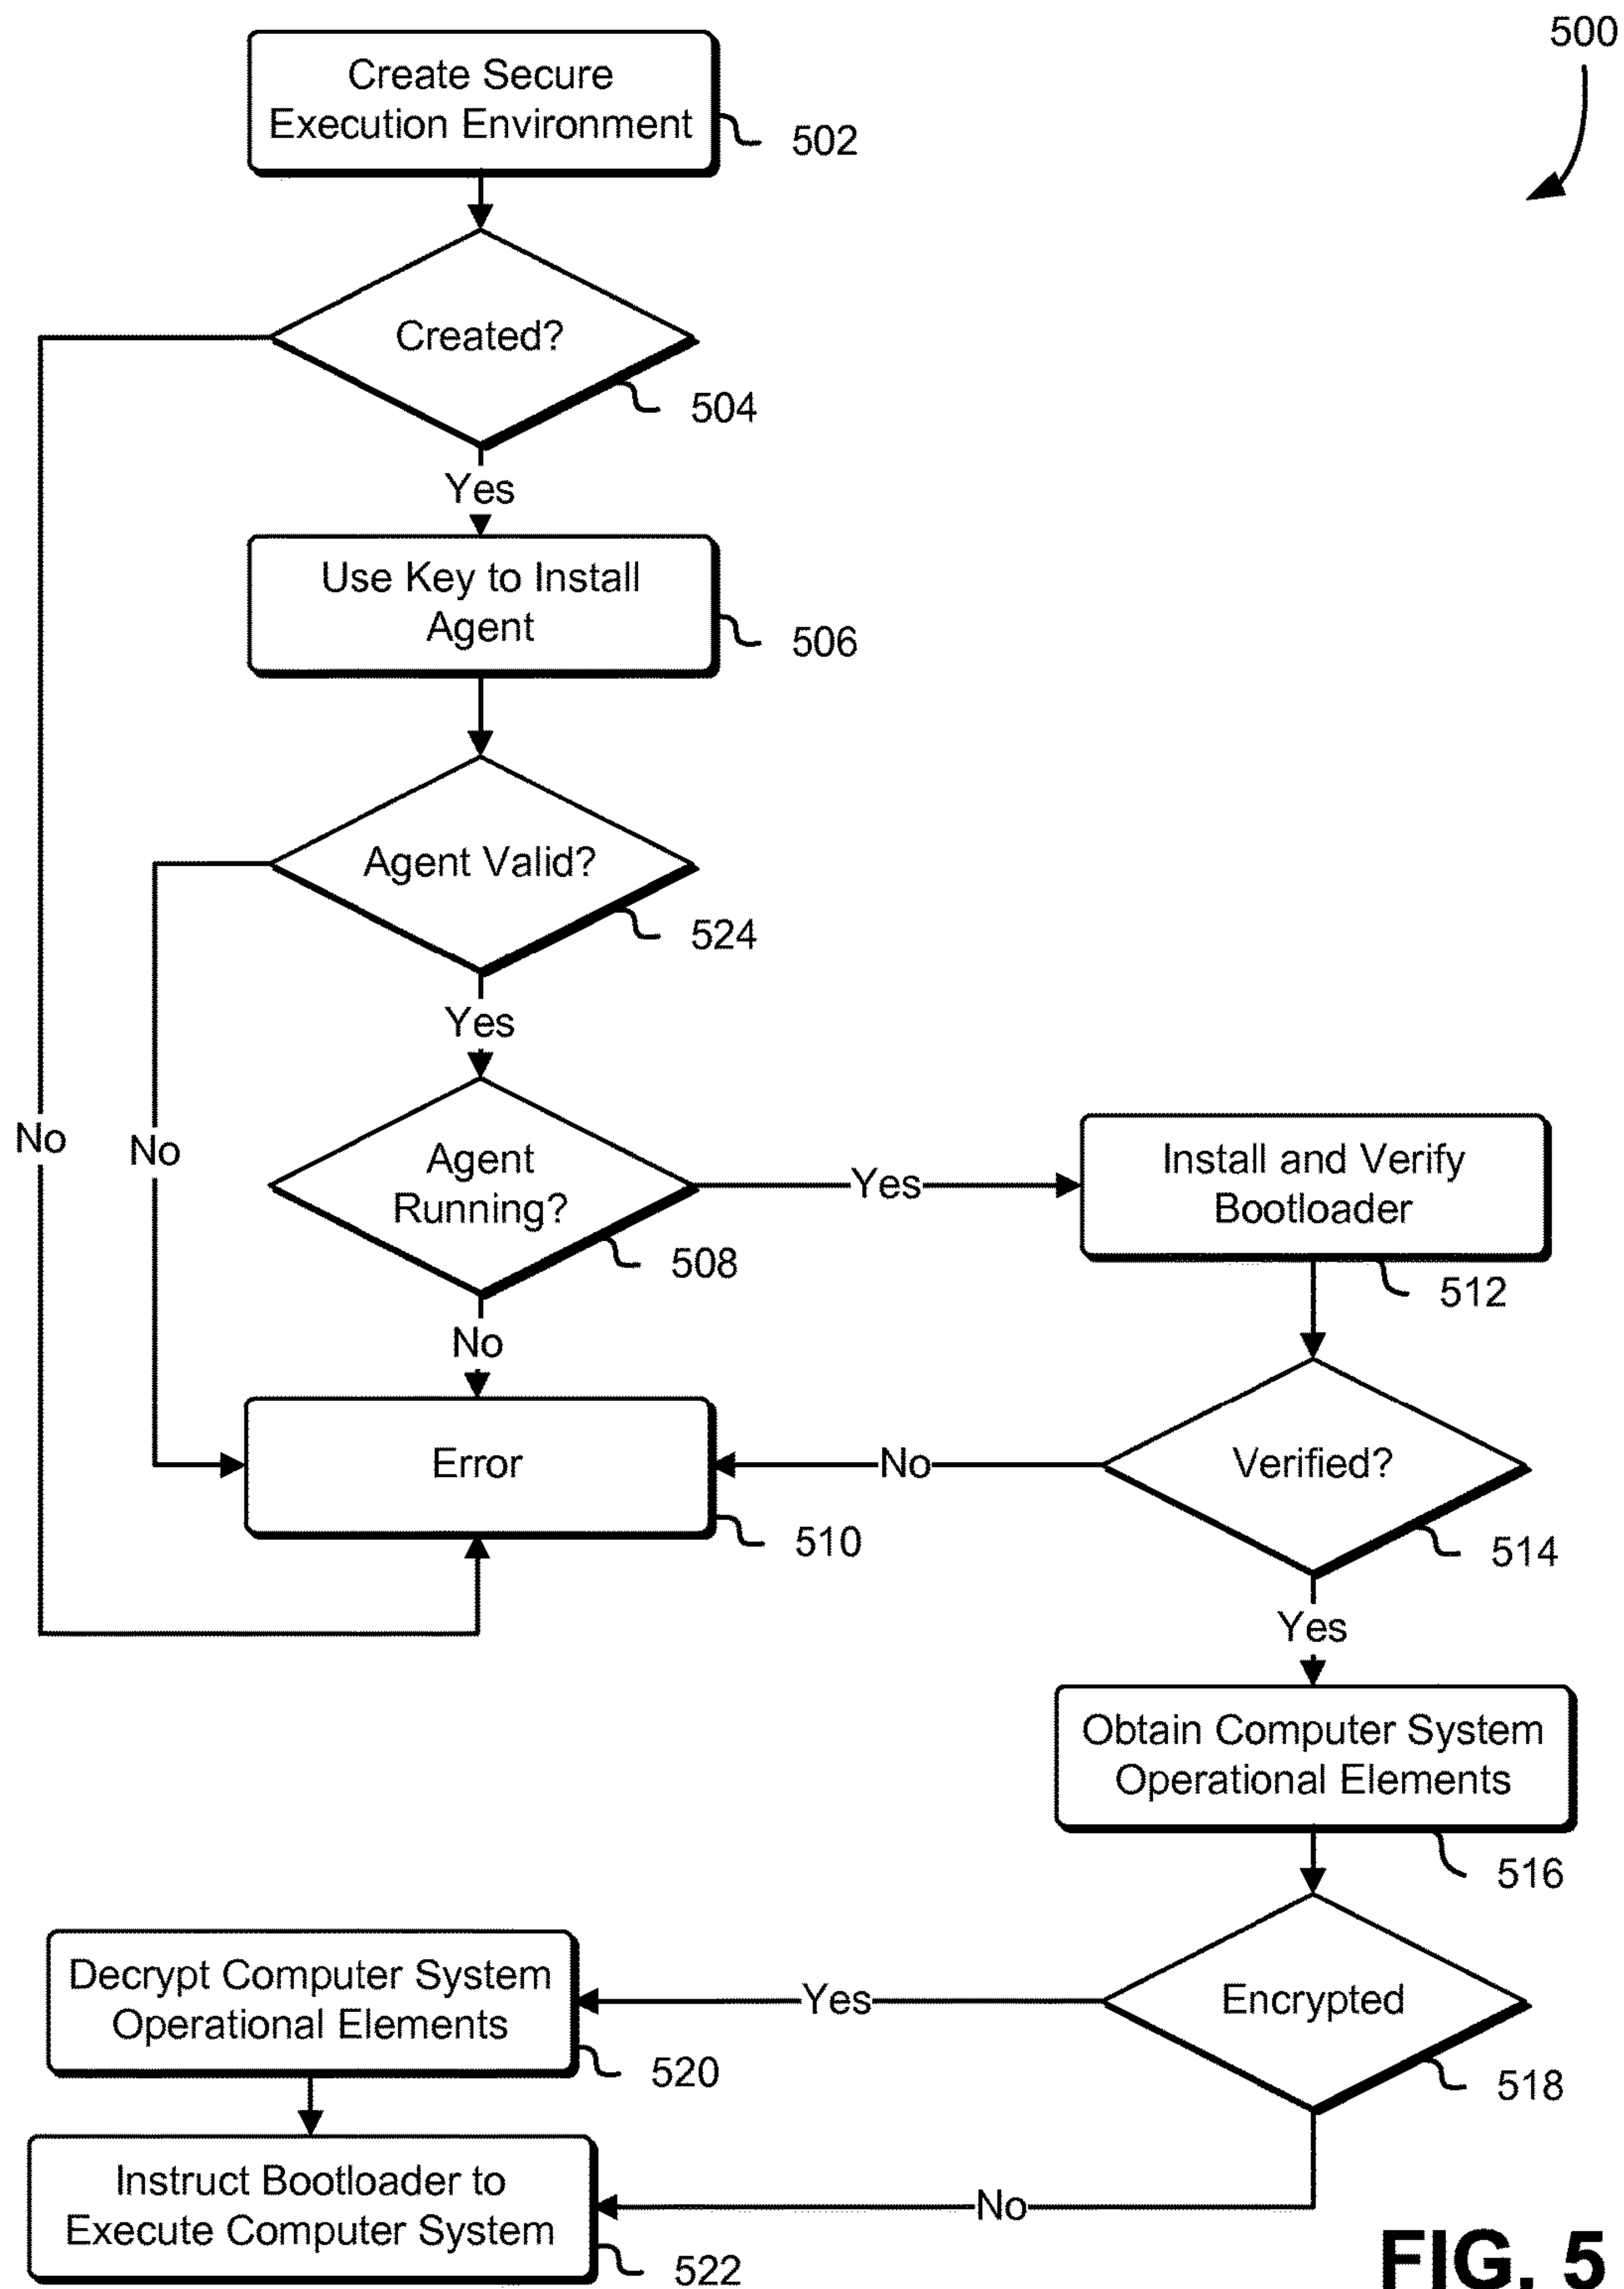 500
Create Secure
Execution Environment
502
Created?
504
Yes
Use Key to Install
Agent
506
Agent Valid?
524
Yes
No
No
Agent
Running?
508
Yes
Install and Verify
Bootloader
512
No
Error
510
No
Verified?
514
Yes
Obtain Computer System
Operational Elements
516
Encrypted
518
Yes
Decrypt Computer System
Operational Elements
520
No
Instruct Bootloader to
Execute Computer System
522
FIG. 5